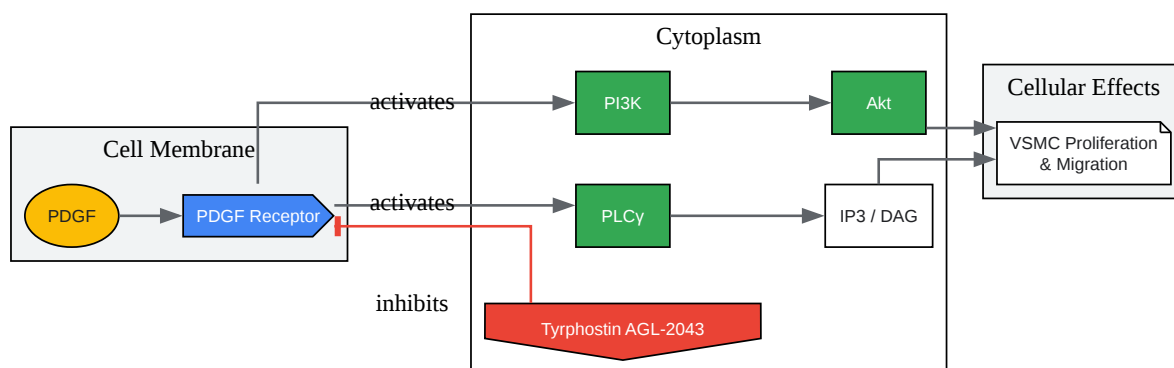 Cytoplasm
Cellular Effects
activates
PI3K
Akt
VSMC Proliferation
& Migration
Cell Membrane
PDGF
PDGF Receptor
activates
PLCγ
IP3 / DAG
inhibits
Tyrphostin AGL-2043